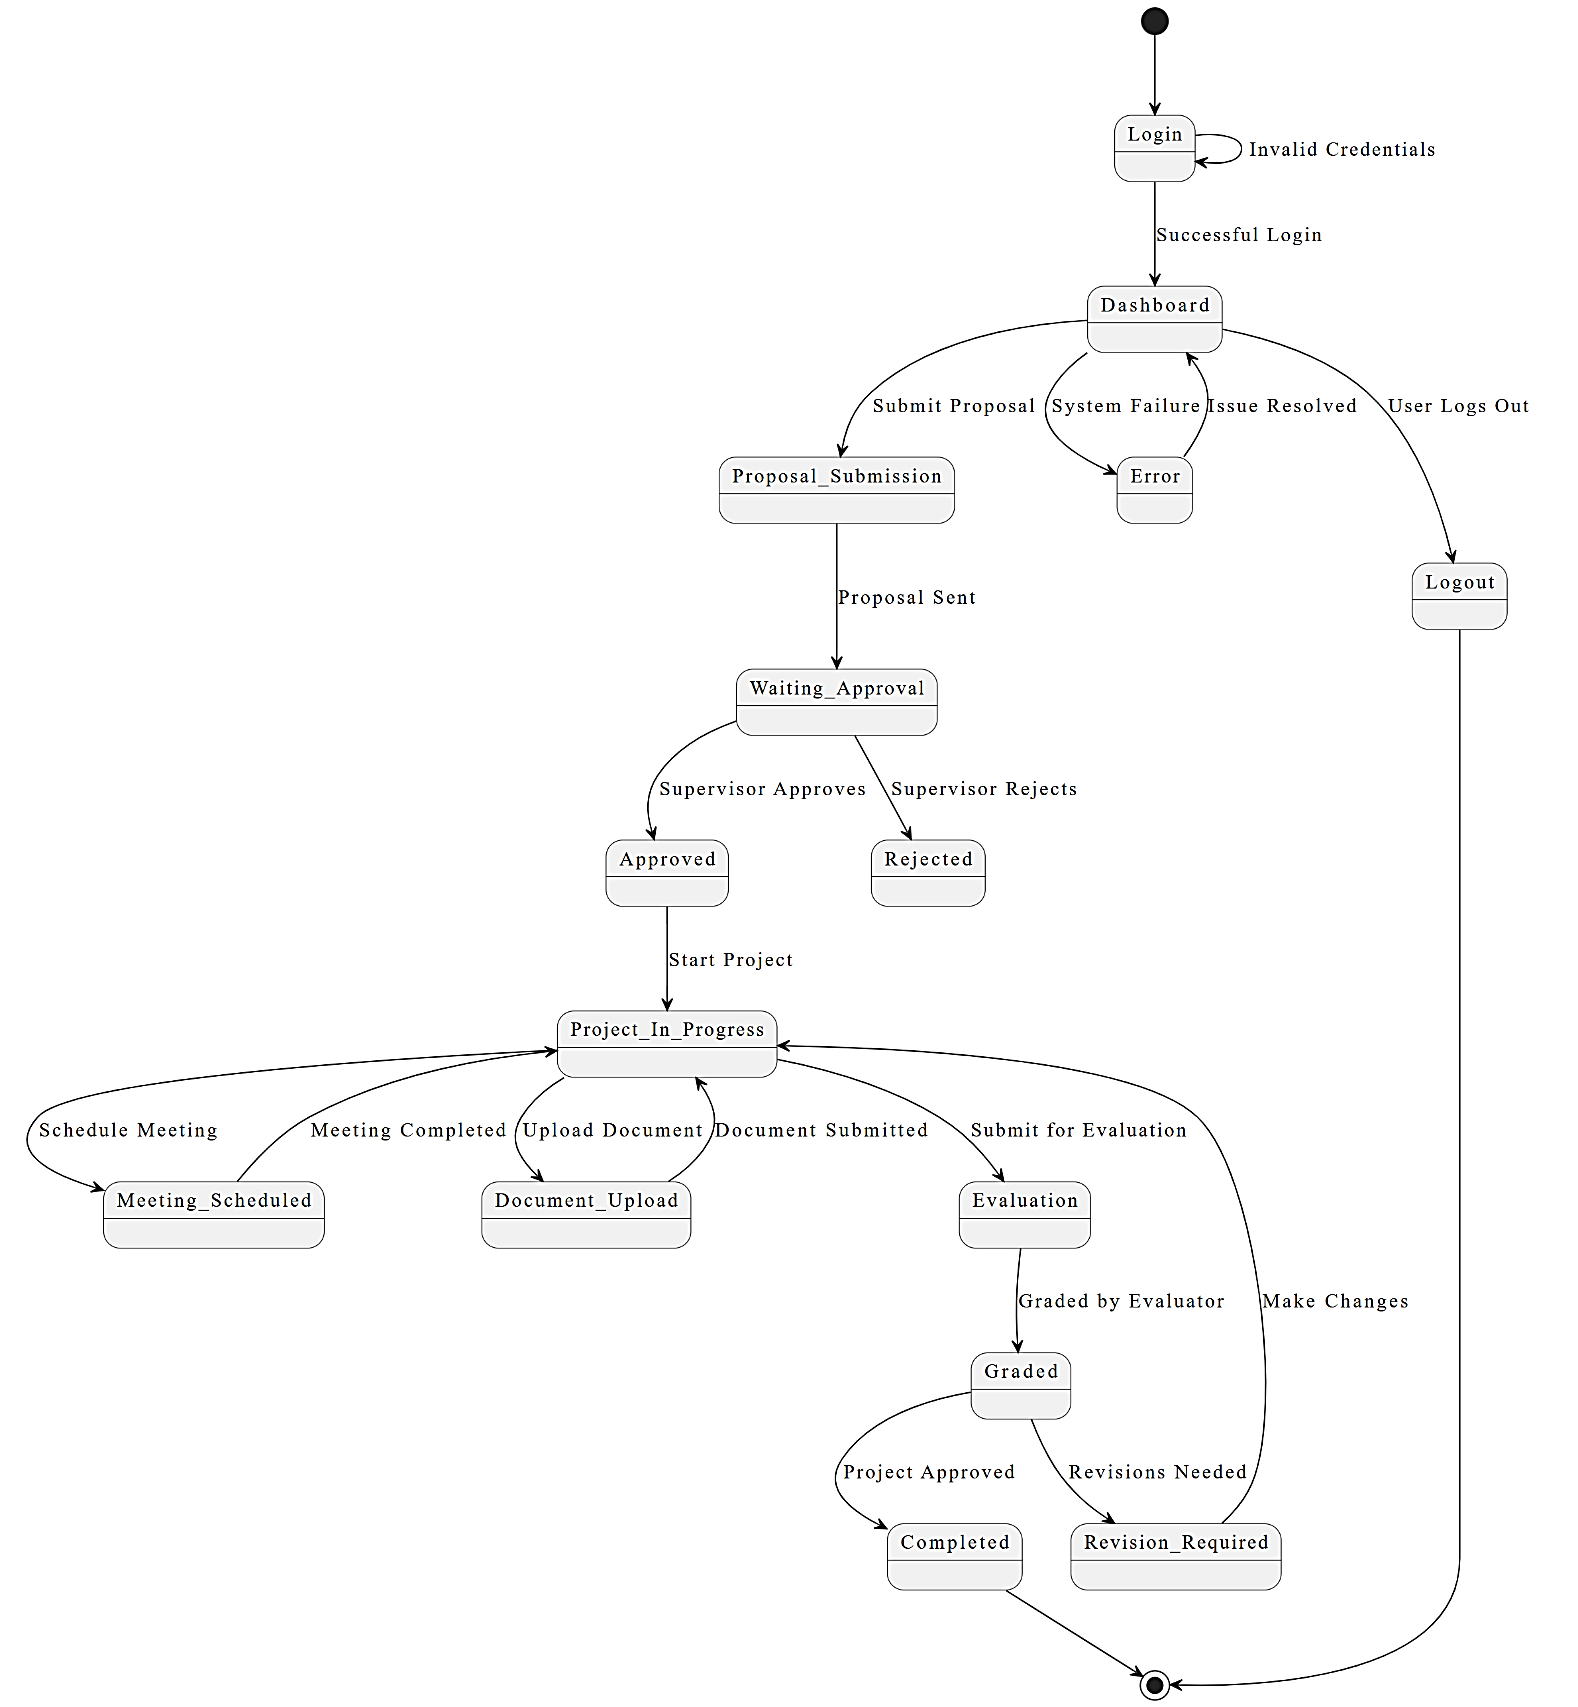 Login
Invalid Credentials
Successful Login
Dashboard
Submit Proposal
System Failure
Issue Resolved
User Logs Out
Proposal_Submission
Error
Logout
Proposal Sent
Waiting_Approval
Supervisor Approves
Supervisor Rejects
Approved
Rejected
Start Project
Project_In_Progress
Schedule Meeting
Meeting Completed
Upload Document
Document Submitted
Submit for Evaluation
Meeting_Scheduled
Document_Upload
Evaluation
Graded by Evaluator
Make Changes
Graded
Project Approved
Revisions Needed
Completed
Revision_Required